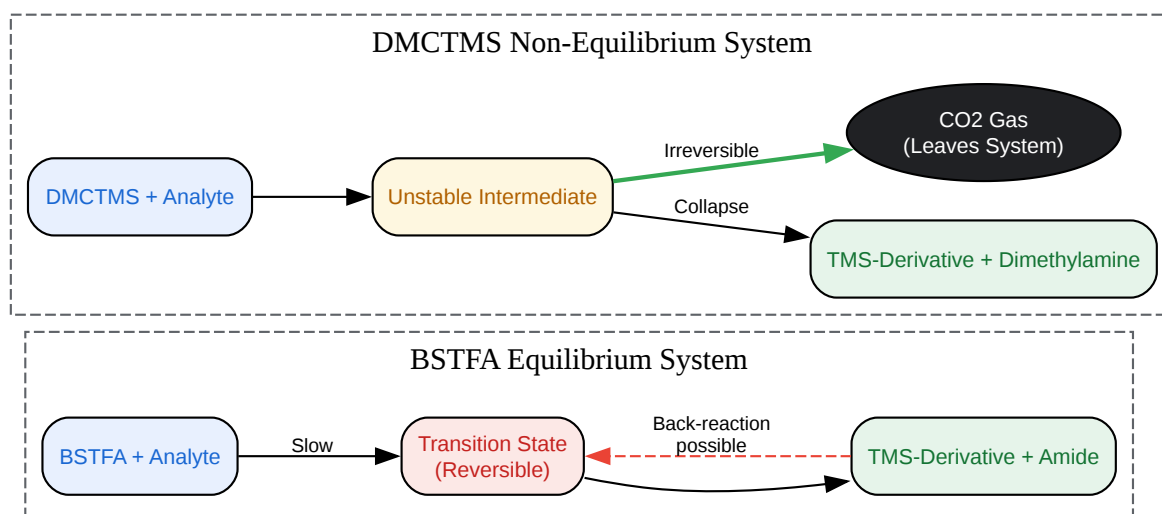 DMCTMS Non-Equilibrium System
CO2 Gas
(Leaves System)
Irreversible
DMCTMS + Analyte
Unstable Intermediate
Collapse
TMS-Derivative + Dimethylamine
BSTFA Equilibrium System
BSTFA + Analyte
Slow
Transition State
(Reversible)
Back-reaction
possible
TMS-Derivative + Amide